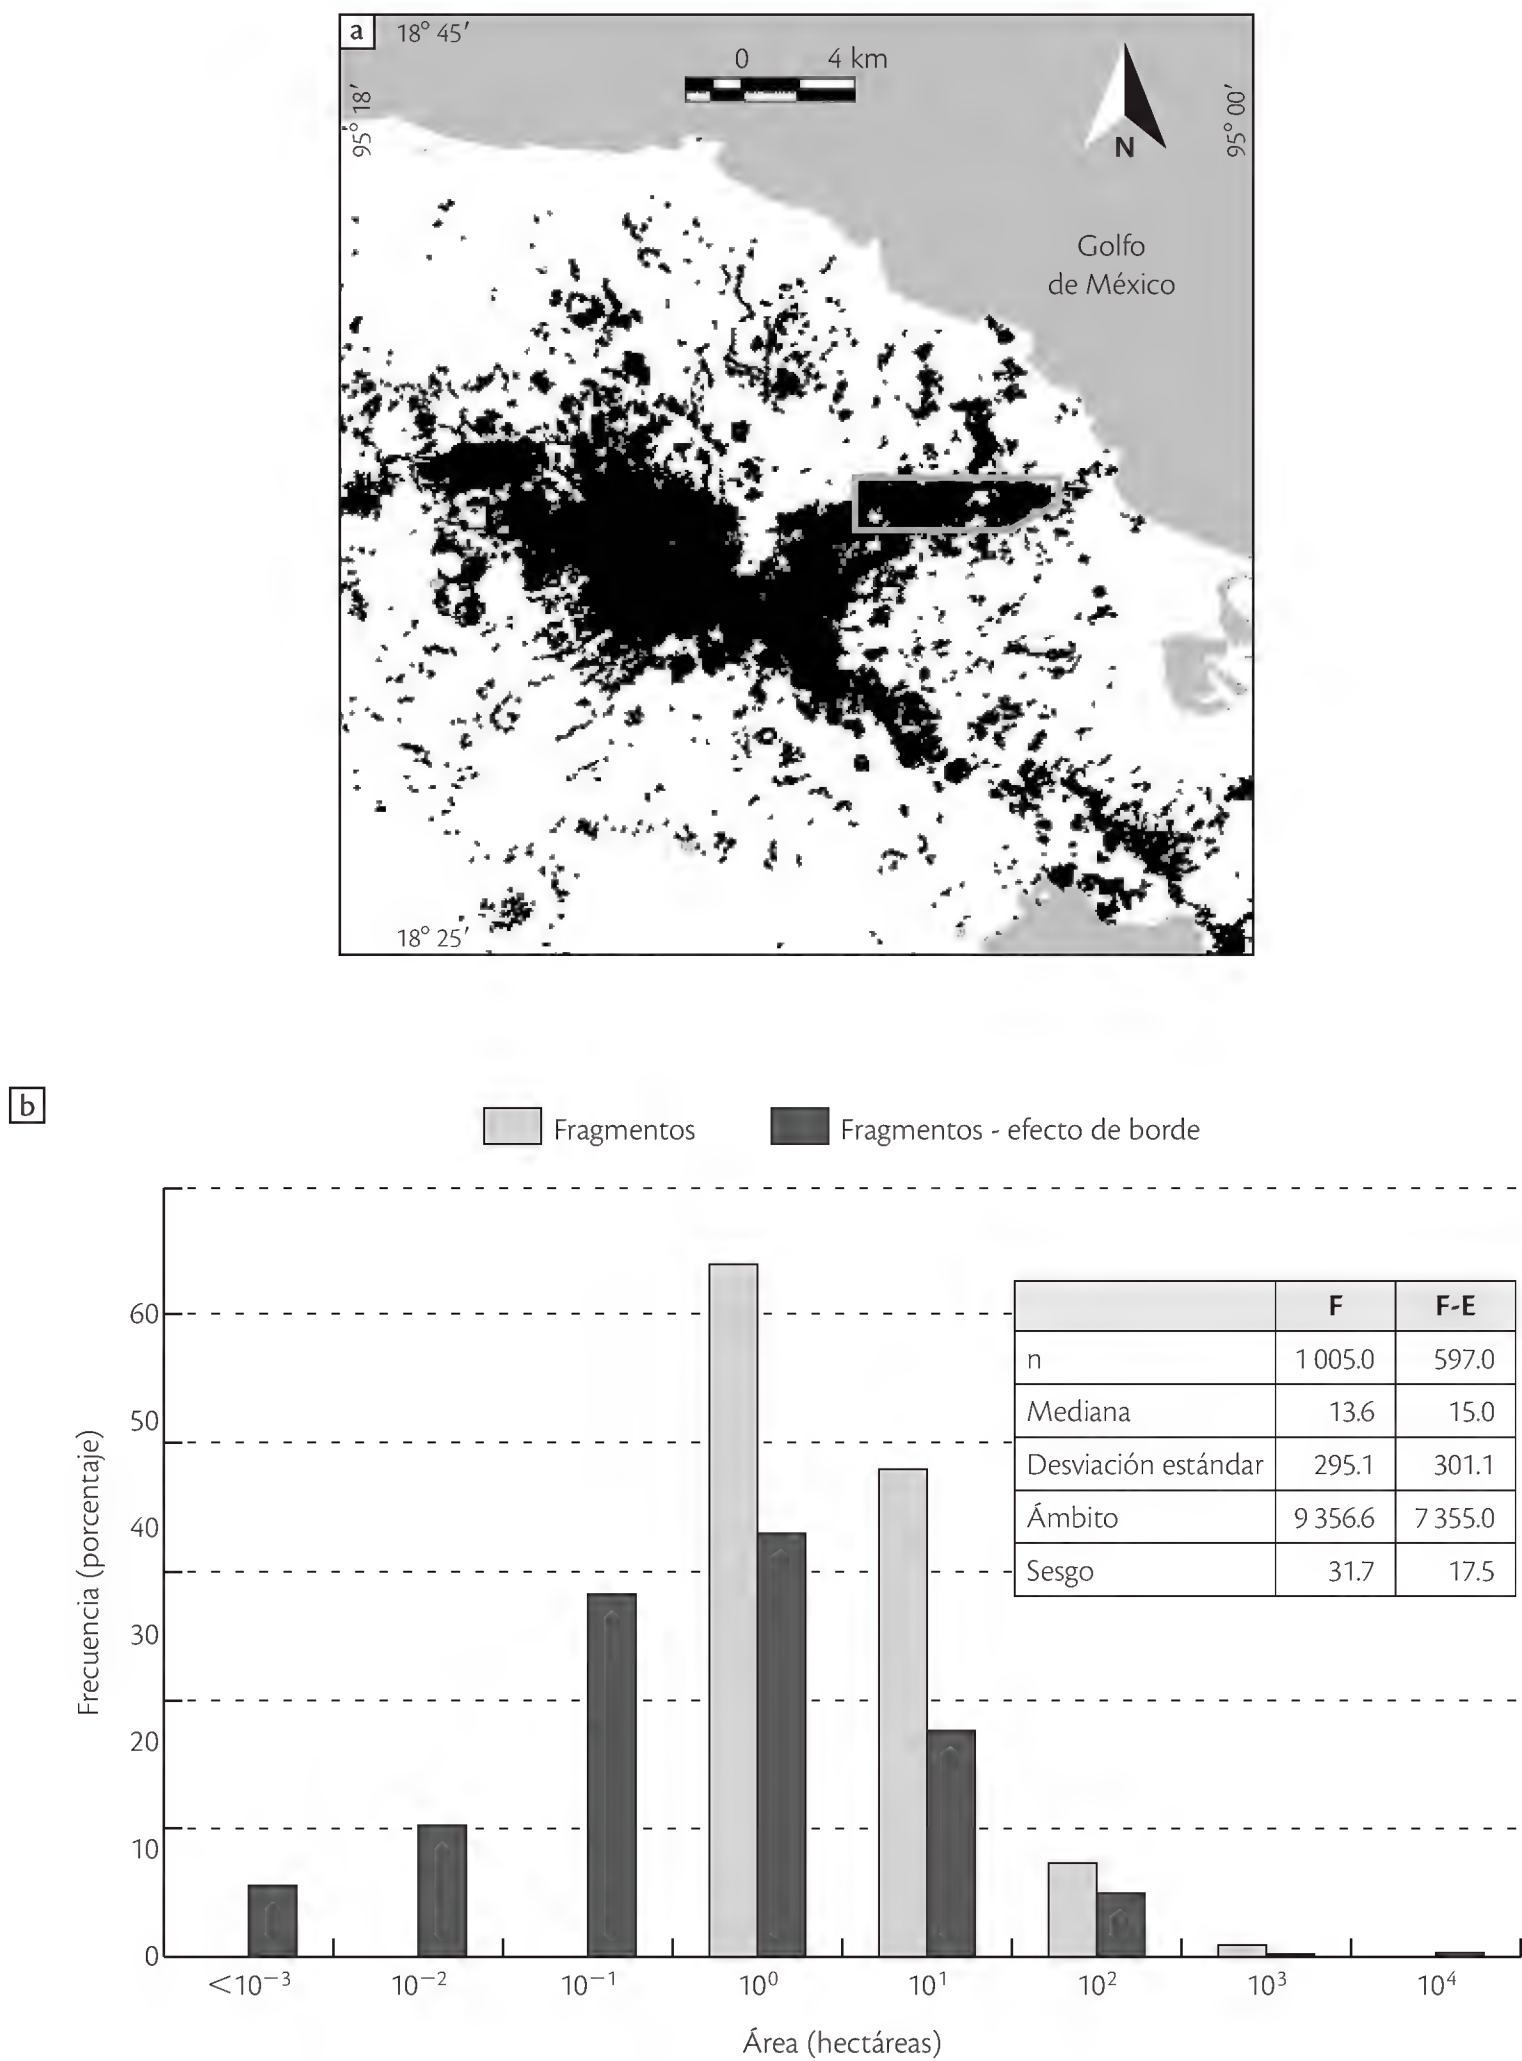 a
18° 45′
0 4 km
95° 18′
95° 00′
N
Golfo
de México
18° 25′
b
Fragmentos
Fragmentos - efecto de borde
Frecuencia (porcentaje)
60
50
40
30
20
10
0
F F-E
n 1 005.0 597.0
Mediana 13.6 15.0
Desviación estándar 295.1 301.1
Ámbito 9 356.6 7 355.0
Sesgo 31.7 17.5
<10⁻³ 10⁻² 10⁻¹ 10⁰ 10¹ 10² 10³ 10⁴
Área (hectáreas)